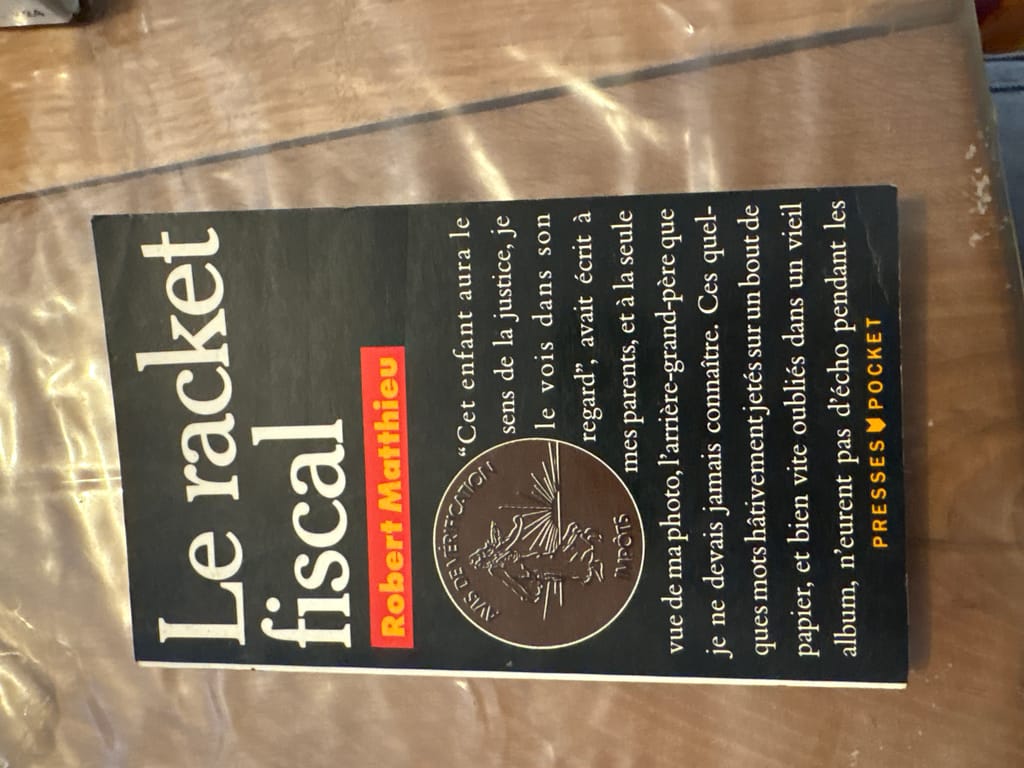 Le racket
fiscal
Robert Matthieu
“Cet enfant aura le
sens de la justice, je
le vois dans son
regard”, avait écrit à
mes parents, et à la seule
vue de ma photo, l'arrière-grand-père que
je ne devais jamais connaître. Ces quel-
ques mots hâtivement jetés sur un bout de
papier, et bien vite oubliés dans un vieil
album, n'eurent pas d'écho pendant les
AVIS DE VERIFICATION
IMPÔTS
PRESSES POCKET